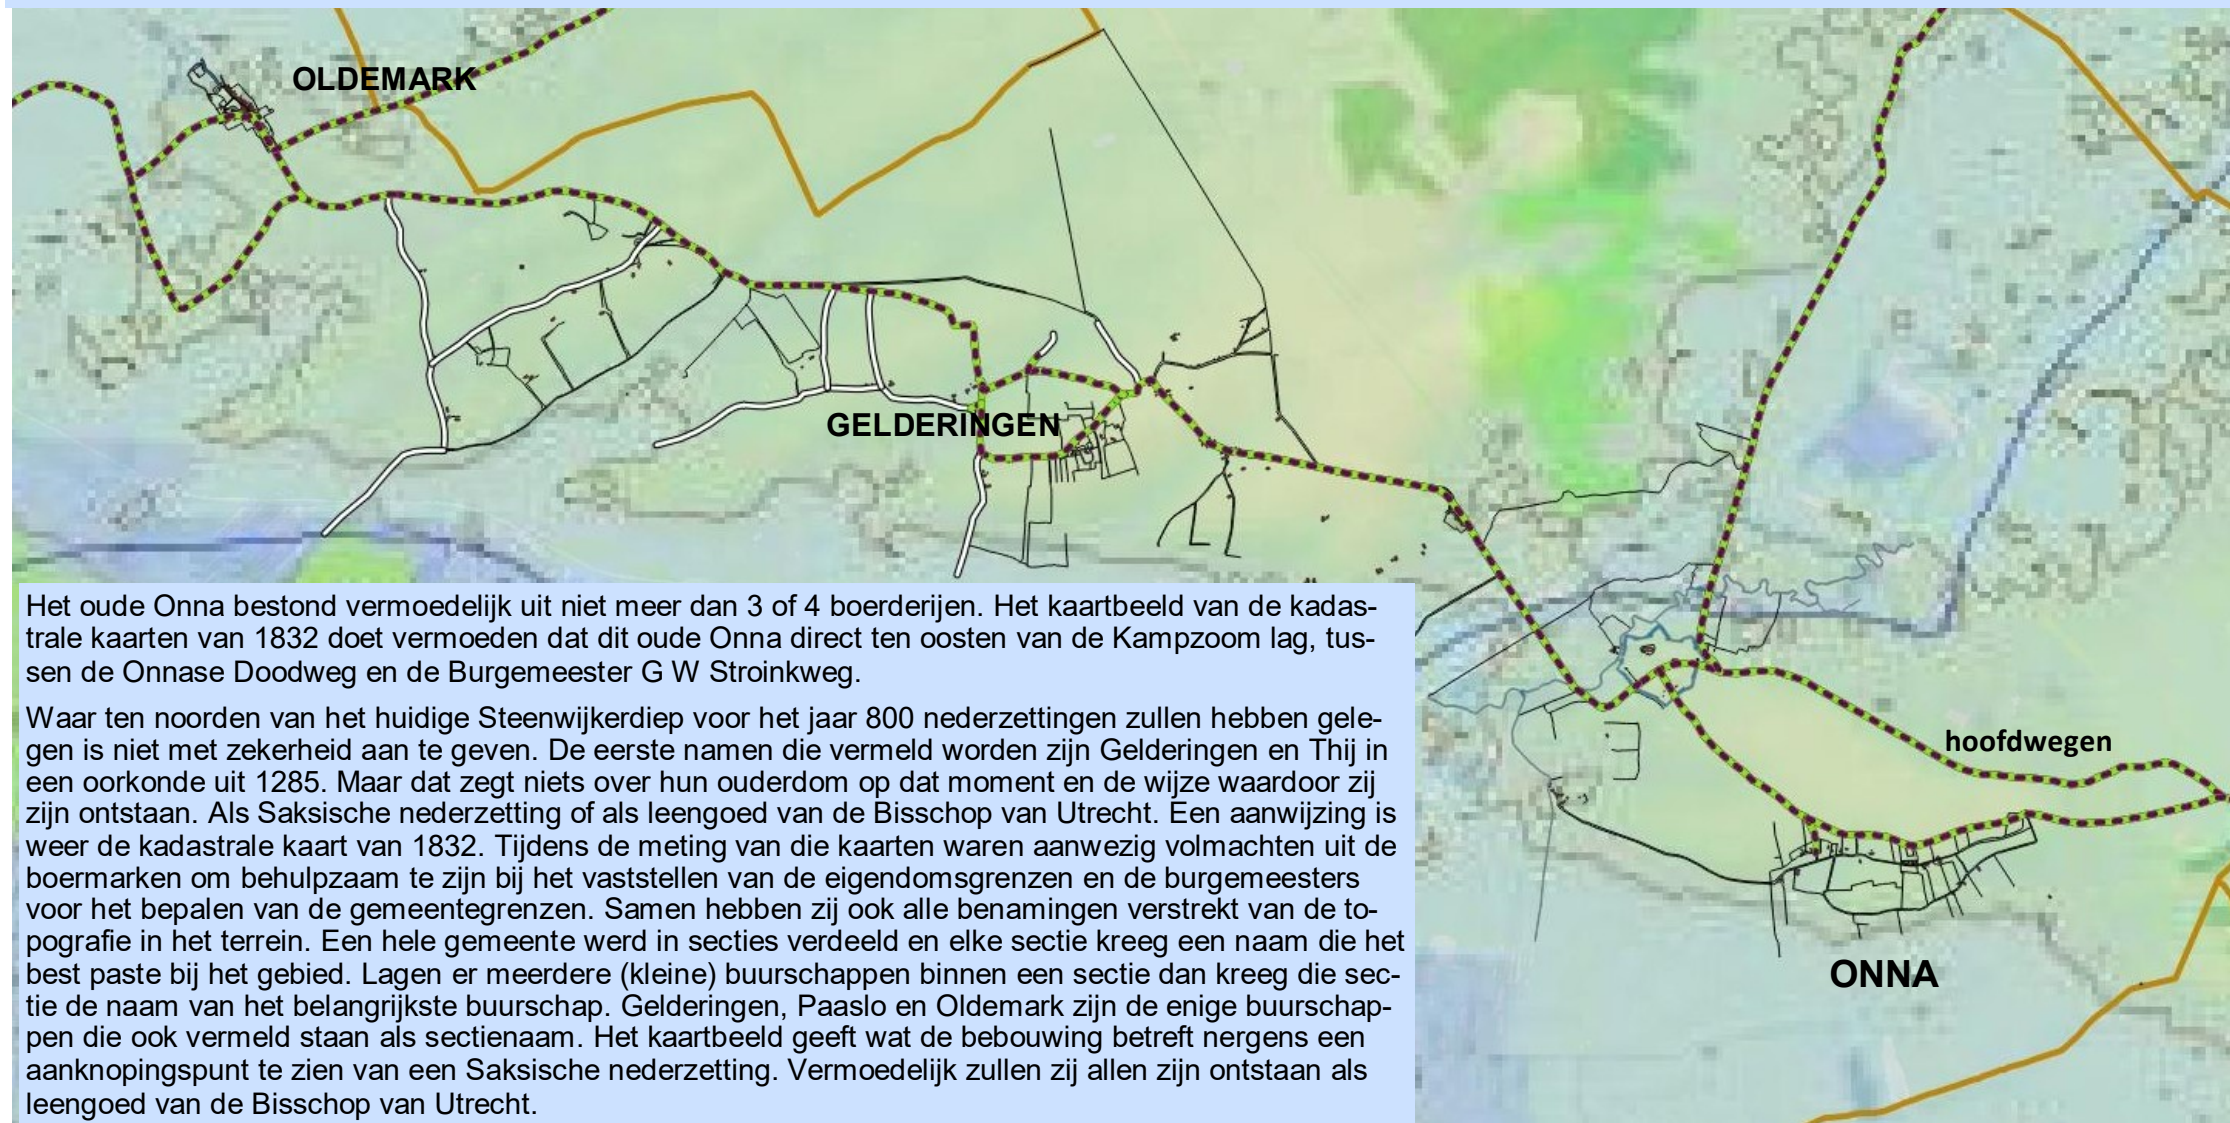 OLDEMARK
GELDERINGEN
hoofdwegen
ONNA
Het oude Onna bestond vermoedelijk uit niet meer dan 3 of 4 boerderijen. Het kaartbeeld van de kadas-
trale kaarten van 1832 doet vermoeden dat dit oude Onna direct ten oosten van de Kampzoom lag, tus-
sen de Onnase Doodweg en de Burgemeester G W Stroinkweg.
Waar ten noorden van het huidige Steenwijkerdiep voor het jaar 800 nederzettingen zullen hebben gele-
gen is niet met zekerheid aan te geven. De eerste namen die vermeld worden zijn Gelderingen en Thij in
een oorkonde uit 1285. Maar dat zegt niets over hun ouderdom op dat moment en de wijze waardoor zij
zijn ontstaan. Als Saksische nederzetting of als leengoed van de Bisschop van Utrecht. Een aanwijzing is
weer de kadastrale kaart van 1832. Tijdens de meting van die kaarten waren aanwezig volmachten uit de
boermarken om behulpzaam te zijn bij het vaststellen van de eigendomsgrenzen en de burgemeesters
voor het bepalen van de gemeentegrenzen. Samen hebben zij ook alle benamingen verstrekt van de to-
pografie in het terrein. Een hele gemeente werd in secties verdeeld en elke sectie kreeg een naam die het
best paste bij het gebied. Lagen er meerdere (kleine) buurschappen binnen een sectie dan kreeg die sec-
tie de naam van het belangrijkste buurschap. Gelderingen, Paaslo en Oldemark zijn de enige buurschap-
pen die ook vermeld staan als sectienaam. Het kaartbeeld geeft wat de bebouwing betreft nergens een
aanknopingspunt te zien van een Saksische nederzetting. Vermoedelijk zullen zij allen zijn ontstaan als
leengoed van de Bisschop van Utrecht.